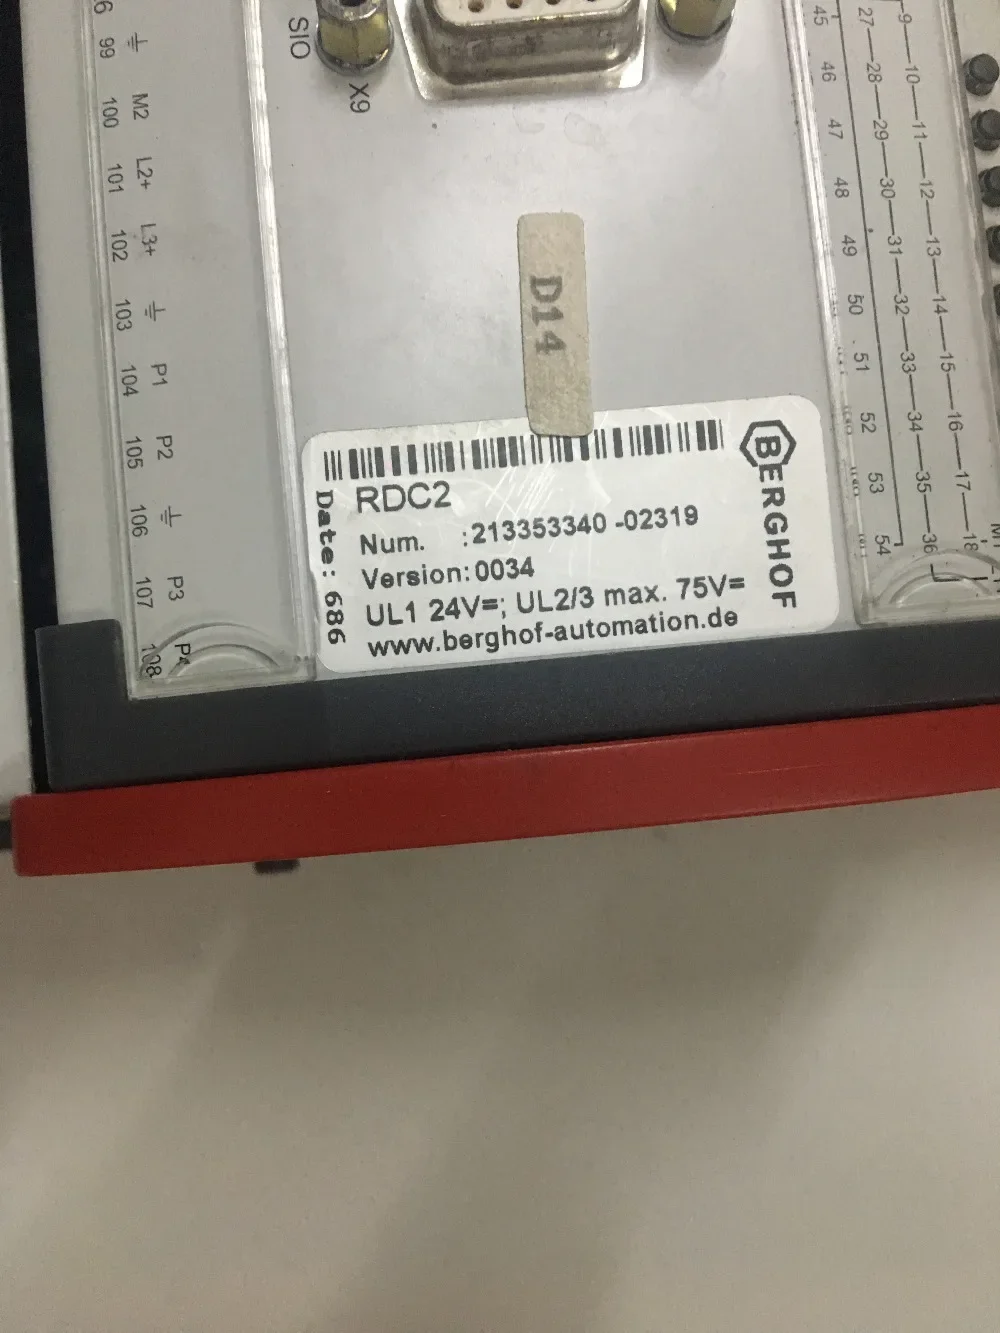 SIO
X9
99
M2
100
L2+
101
L3+
102
103
P1
104
P2
105
106
P3
107
P4
108
D14
BERGHOF
RDC2
Num. :213353340 -02319
Version:0034
UL1 24V=; UL2/3 max. 75V=
www.berghof-automation.de
Date: 686
45 46 47 48 49 50 51 52 53 54
27 28 29 30 31 32 33 34 35 36
9 10 11 12 13 14 15 16 17 18